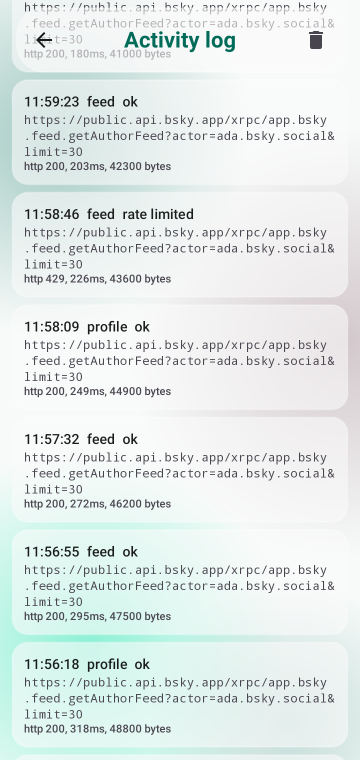 https://public.api.bsky.app/xrpc/app.bsky
.feed.getAuthorFeed?actor=ada.bsky.social&
limit=30
Activity log
http 200, 180ms, 41000 bytes
11:59:23 feed ok
https://public.api.bsky.app/xrpc/app.bsky
.feed.getAuthorFeed?actor=ada.bsky.social&
limit=30
http 200, 203ms, 42300 bytes
11:58:46 feed rate limited
https://public.api.bsky.app/xrpc/app.bsky
.feed.getAuthorFeed?actor=ada.bsky.social&
limit=30
http 429, 226ms, 43600 bytes
11:58:09 profile ok
https://public.api.bsky.app/xrpc/app.bsky
.feed.getAuthorFeed?actor=ada.bsky.social&
limit=30
http 200, 249ms, 44900 bytes
11:57:32 feed ok
https://public.api.bsky.app/xrpc/app.bsky
.feed.getAuthorFeed?actor=ada.bsky.social&
limit=30
http 200, 272ms, 46200 bytes
11:56:55 feed ok
https://public.api.bsky.app/xrpc/app.bsky
.feed.getAuthorFeed?actor=ada.bsky.social&
limit=30
http 200, 295ms, 47500 bytes
11:56:18 profile ok
https://public.api.bsky.app/xrpc/app.bsky
.feed.getAuthorFeed?actor=ada.bsky.social&
limit=30
http 200, 318ms, 48800 bytes